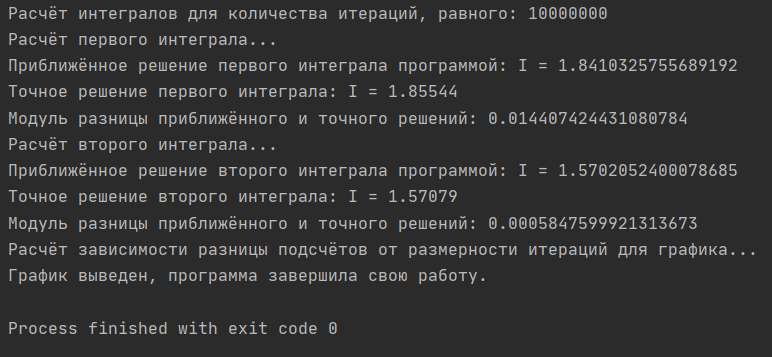 Расчёт интегралов для количества итераций, равного: 10000000
Расчёт первого интеграла...
Приближённое решение первого интеграла программой: I = 1.8410325755689192
Точное решение первого интеграла: I = 1.85544
Модуль разницы приближённого и точного решений: 0.014407424431080784
Расчёт второго интеграла...
Приближённое решение второго интеграла программой: I = 1.5702052400078685
Точное решение второго интеграла: I = 1.57079
Модуль разницы приближённого и точного решений: 0.0005847599921313673
Расчёт зависимости разницы подсчётов от размерности итераций для графика...
График выведен, программа завершила свою работу.
Process finished with exit code 0